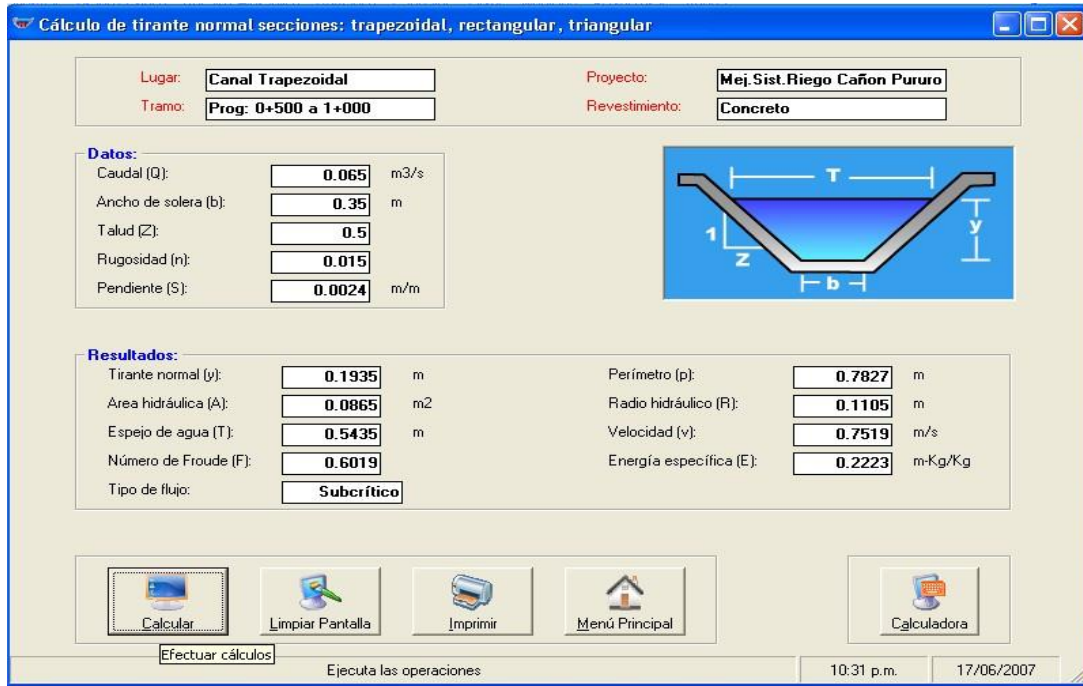 Cálculo de tirante normal secciones: trapezoidal, rectangular, triangular
Lugar: Canal Trapezoidal Proyecto: Mej.Sist.Riego Cañon Pururo
Tramo: Prog: 0+500 a 1+000 Revestimiento: Concreto
Datos:
Caudal (Q): 0.065 m3/s
Ancho de solera (b): 0.35 m
Talud (Z): 0.5
Rugosidad (n): 0.015
Pendiente (S): 0.0024 m/m
T
y
1
Z
b
Resultados:
Tirante normal (y): 0.1935 m Perímetro (p): 0.7827 m
Area hidráulica (A): 0.0865 m2 Radio hidráulico (R): 0.1105 m
Espejo de agua (T): 0.5435 m Velocidad (v): 0.7519 m/s
Número de Froude (F): 0.6019 Energía específica (E): 0.2223 m-Kg/Kg
Tipo de flujo: Subcrítico
Calcular Limpiar Pantalla Imprimir Menú Principal Calculadora
Efectuar cálculos
Ejecuta las operaciones 10:31 p.m. 17/06/2007